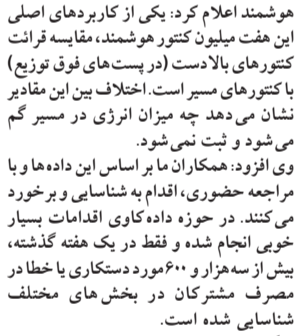 هوشمند اعلام کرد: یکی از کاربردهای اصلی
این هفت میلیون کنتور هوشمند، مقایسه قرائت
کنتورهای بالادست (در پست‌های فوق توزیع)
با کنتورهای مسیر است. اختلاف بین این مقادیر
نشان می‌دهد چه میزان انرژی در مسیر گم
می‌شود و ثبت نمی‌شود.
وی افزود: همکاران ما بر اساس این داده‌ها و با
مراجعه حضوری، اقدام به شناسایی و برخورد
می‌کنند. در حوزه داده‌کاوی اقدامات بسیار
خوبی انجام شده و فقط در یک هفته گذشته،
بیش از سه‌هزار و ۶۰۰ مورد دستکاری یا خطا در
مصرف مشترکان در بخش‌های مختلف
شناسایی شده است.